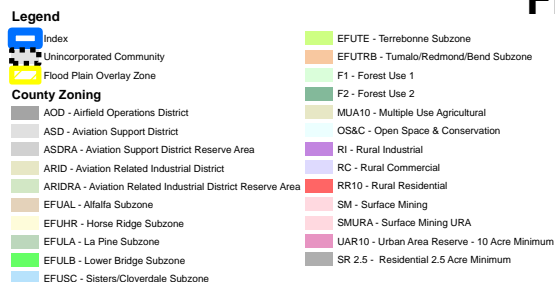 Legend
Index
Unincorporated Community
Flood Plain Overlay Zone
County Zoning
AOD - Airfield Operations District
ASD - Aviation Support District
ASDRA - Aviation Support District Reserve Area
ARID - Aviation Related Industrial District
ARIDRA - Aviation Related Industrial District Reserve Area
EFUAL - Alfalfa Subzone
EFUHR - Horse Ridge Subzone
EFULA - La Pine Subzone
EFULB - Lower Bridge Subzone
EFUSC - Sisters/Cloverdale Subzone
EFUTE - Terrebonne Subzone
EFUTRB - Tumalo/Redmond/Bend Subzone
F1 - Forest Use 1
F2 - Forest Use 2
MUA10 - Multiple Use Agricultural
OS&C - Open Space & Conservation
RI - Rural Industrial
RC - Rural Commercial
RR10 - Rural Residential
SM - Surface Mining
SMURA - Surface Mining URA
UAR10 - Urban Area Reserve - 10 Acre Minimum
SR 2.5 - Residential 2.5 Acre Minimum